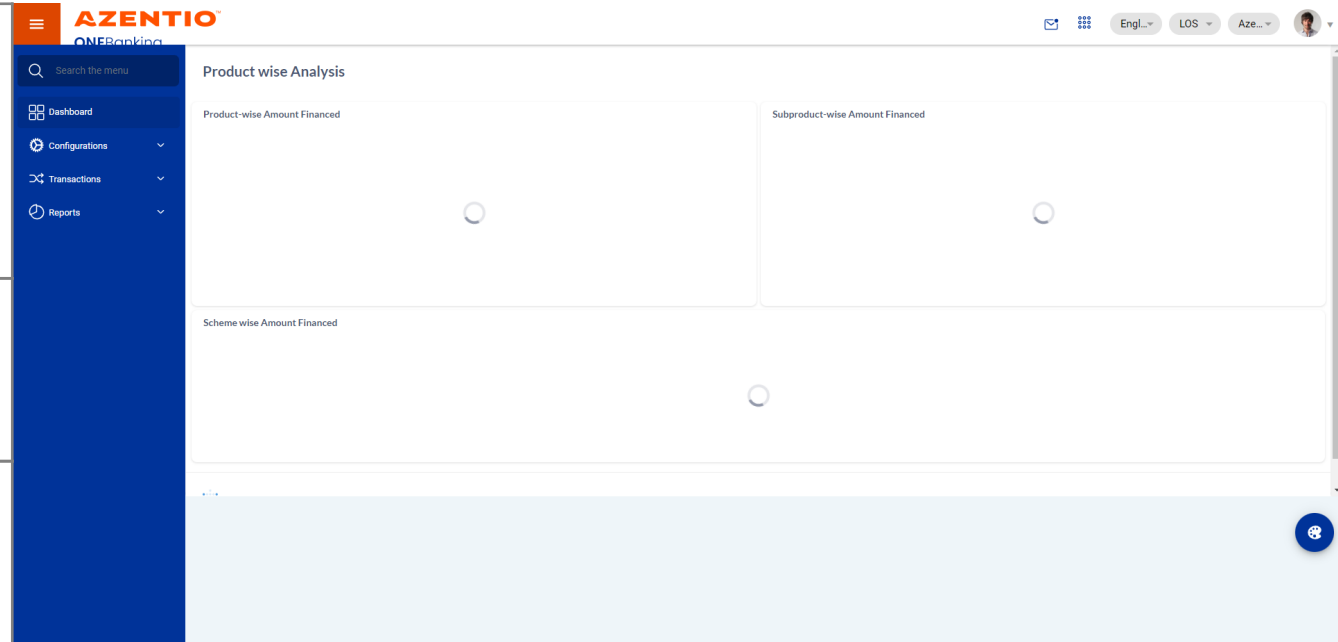 AZENTIO™
ONEBanking
Engl...
LOS
Aze...
Search the menu
Dashboard
Configurations
Transactions
Reports
Product wise Analysis
Product-wise Amount Financed
Subproduct-wise Amount Financed
Scheme wise Amount Financed